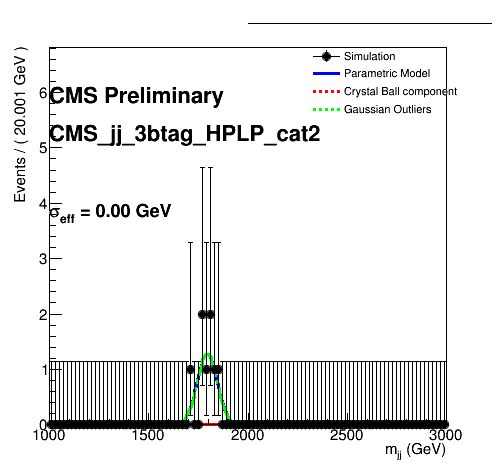 Simulation
Parametric Model
Crystal Ball component
Gaussian Outliers
CMS Preliminary
CMS_jj_3btag_HPLP_cat2
σeff = 0.00 GeV
Events / ( 20.001 GeV )
6
5
4
3
2
1
0
1000 1500 2000 2500 3000
mjj (GeV)